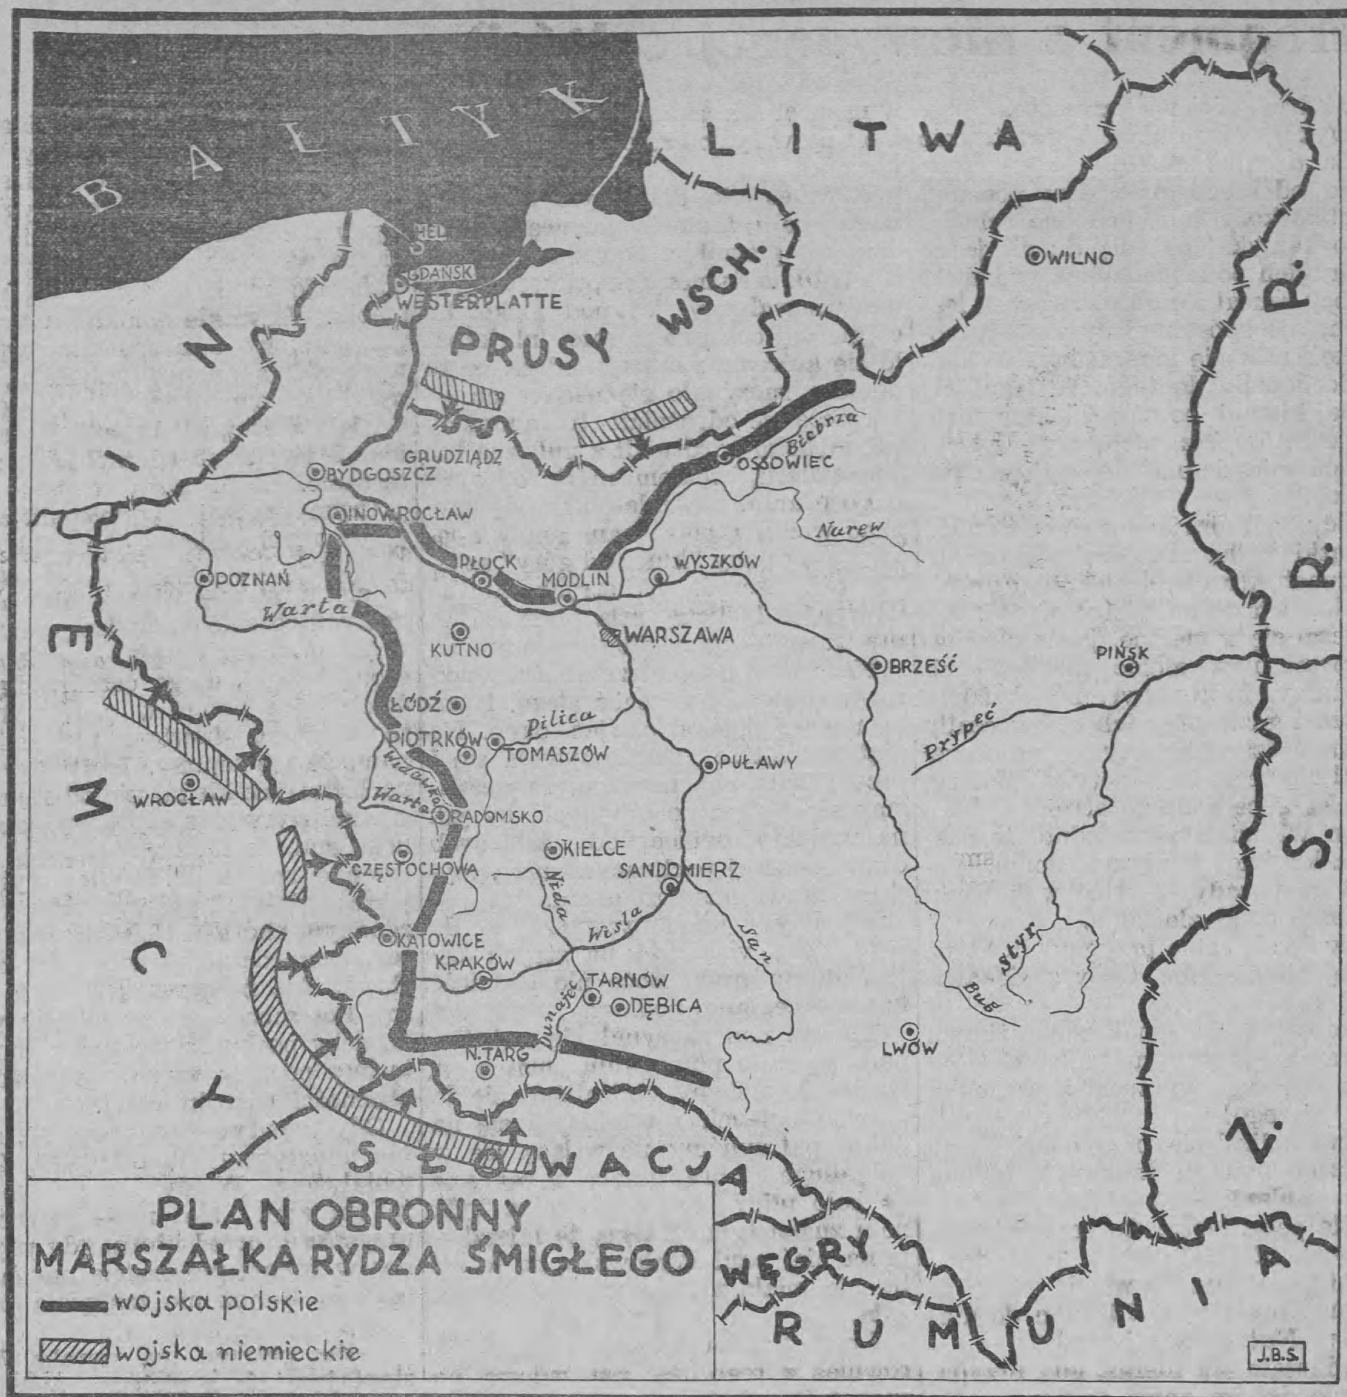 BAŁTYK
LITWA
HEL
GDAŃSK
WESTERPLATTE
WILNO
PRUSY WSCH.
NIEMCY
Z.S.R.R.
GRUDZIĄDZ
BYDGOSZCZ
OSSOWIEC
Biebrza
INOWROCŁAW
Narew
POZNAŃ
PŁOCK
MODLIN
WYSZKÓW
Warta
KUTNO
WARSZAWA
BRZEŚĆ
PIŃSK
ŁÓDŹ
Pilica
Prypeć
PIOTRKÓW
TOMASZÓW
PUŁAWY
Widawka
WROCŁAW
Warta
RADOMSKO
KIELCE
CZĘSTOCHOWA
SANDOMIERZ
Nida
Wisła
San
KATOWICE
KRAKÓW
Styr
TARNÓW
DĘBICA
Bug
Dunajec
LWÓW
N.TARG
SŁOWACJA
WĘGRY
RUMUNIA
PLAN OBRONNY
MARSZAŁKA RYDZA ŚMIGŁEGO
wojska polskie
wojska niemieckie
J.B.S.